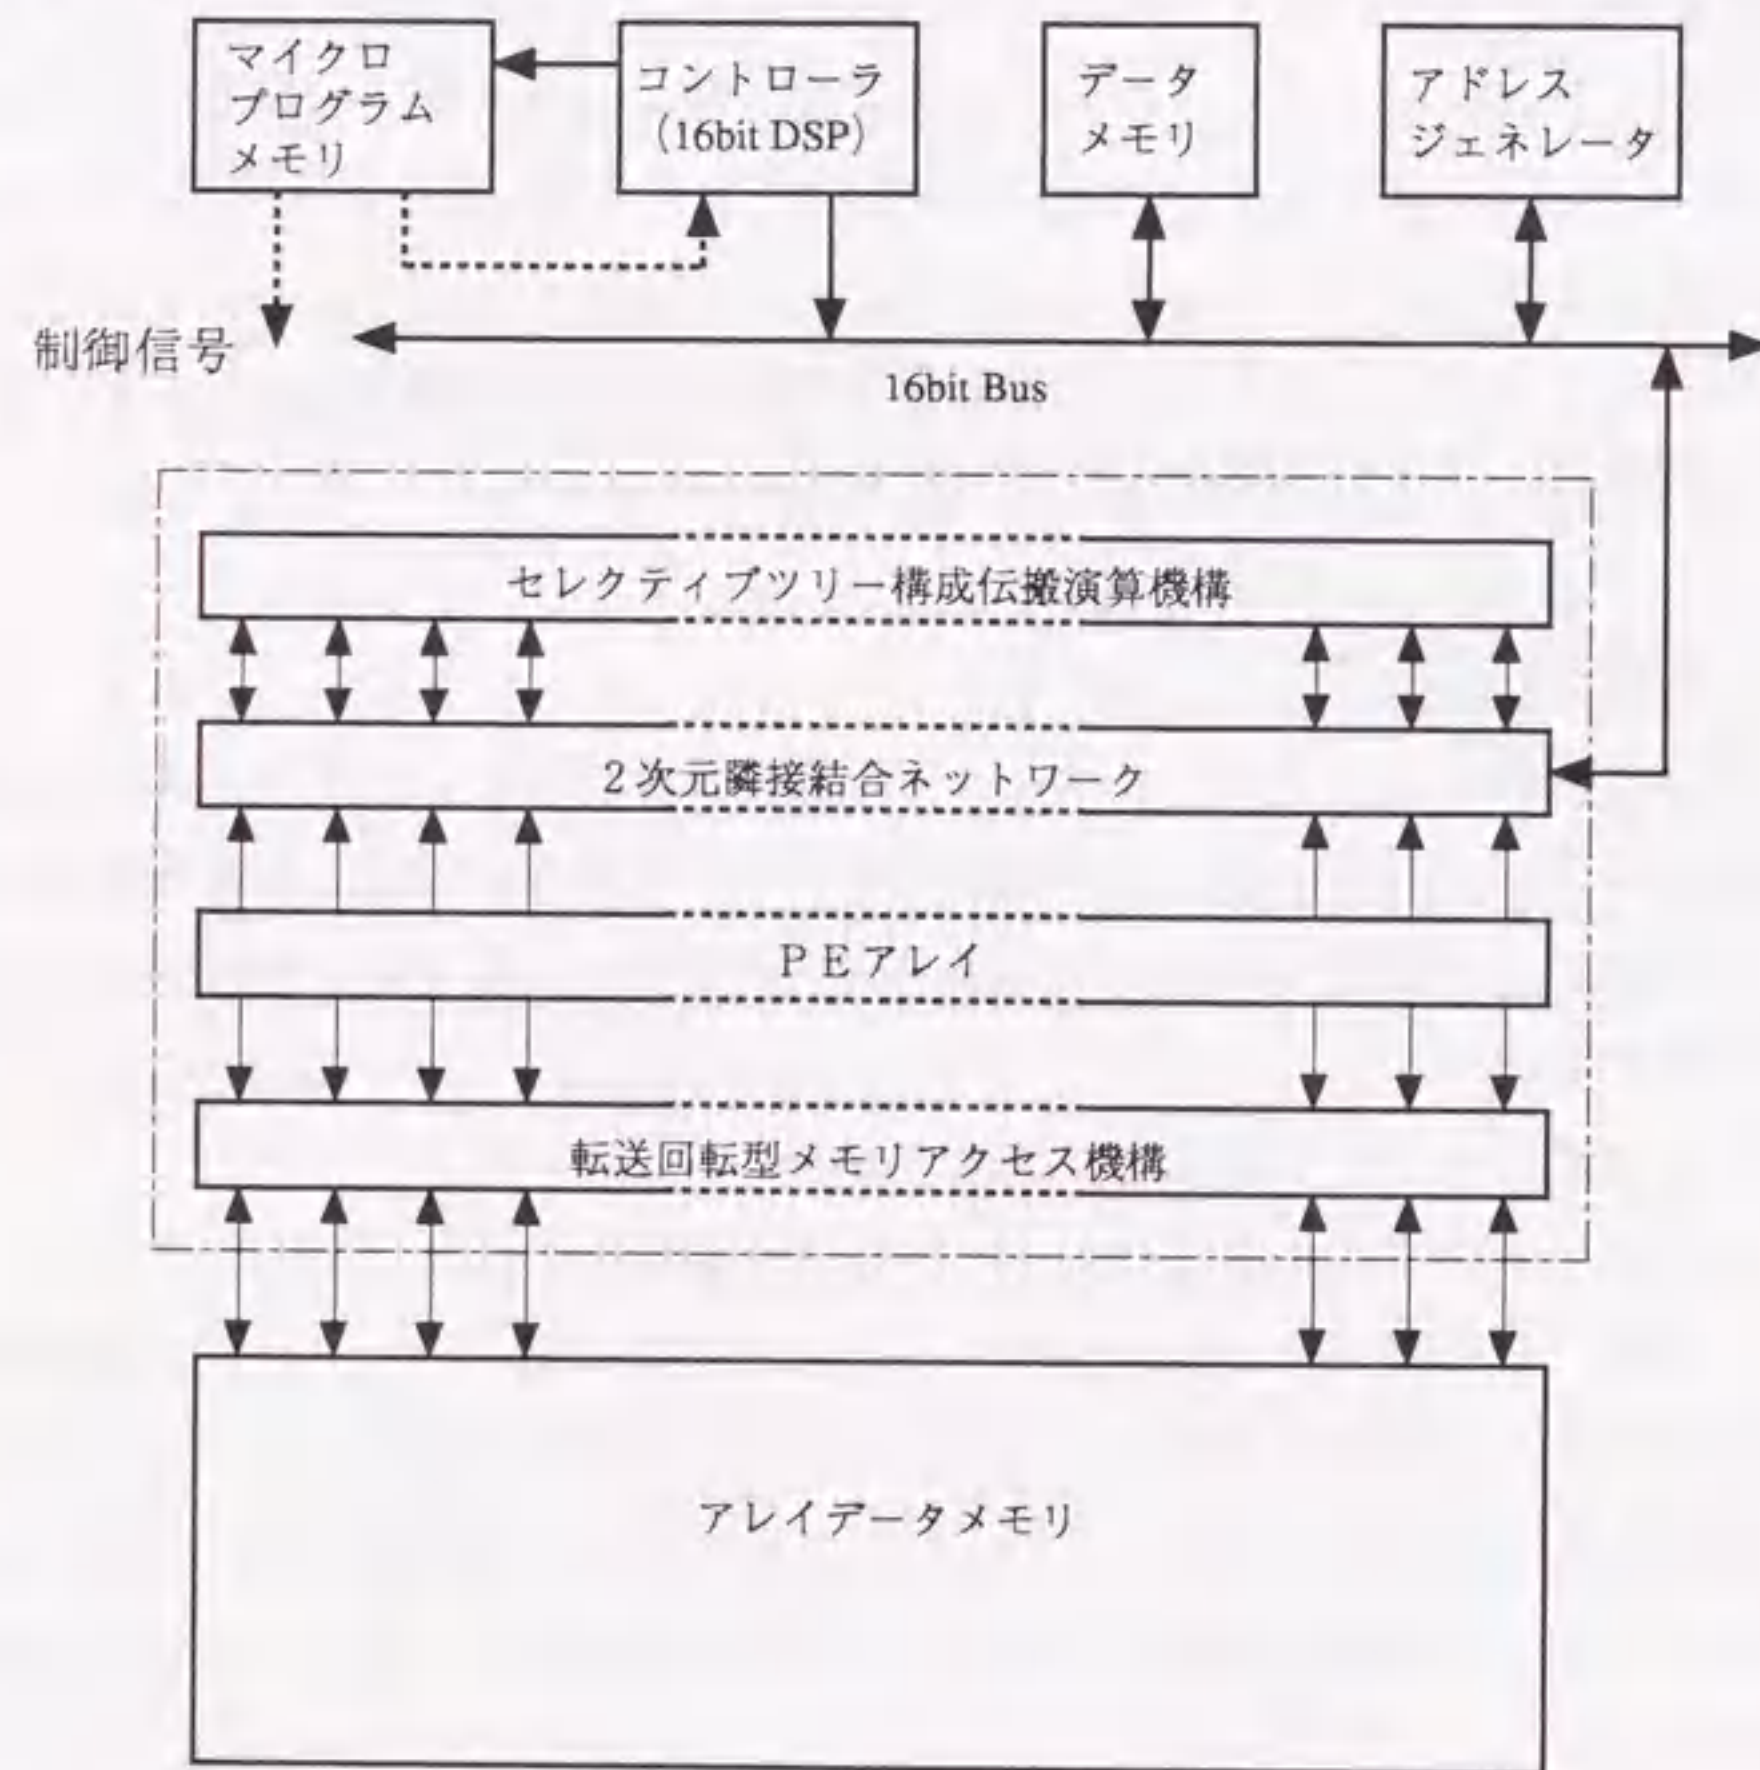 マイクロ
プログラム
メモリ
コントローラ
（16bit DSP）
データ
メモリ
アドレス
ジェネレータ
制御信号
16bit Bus
セレクティブツリー構成伝搬演算機構
２次元隣接結合ネットワーク
ＰＥアレイ
転送回転型メモリアクセス機構
アレイデータメモリ